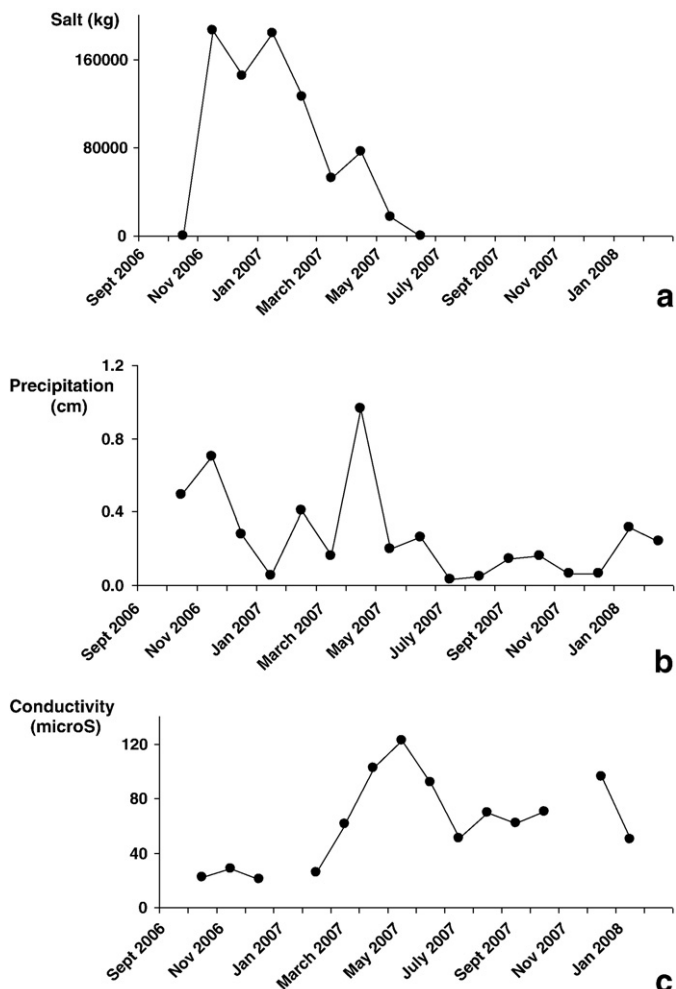 Salt (kg)
160000
80000
0
Sept 2006
Nov 2006
Jan 2007
March 2007
May 2007
July 2007
Sept 2007
Nov 2007
Jan 2008
a
1.2
Precipitation
(cm)
0.8
0.4
0.0
Sept 2006
Nov 2006
Jan 2007
March 2007
May 2007
July 2007
Sept 2007
Nov 2007
Jan 2008
b
Conductivity
(microS)
120
80
40
0
Sept 2006
Nov 2006
Jan 2007
March 2007
May 2007
July 2007
Sept 2007
Nov 2007
Jan 2008
c